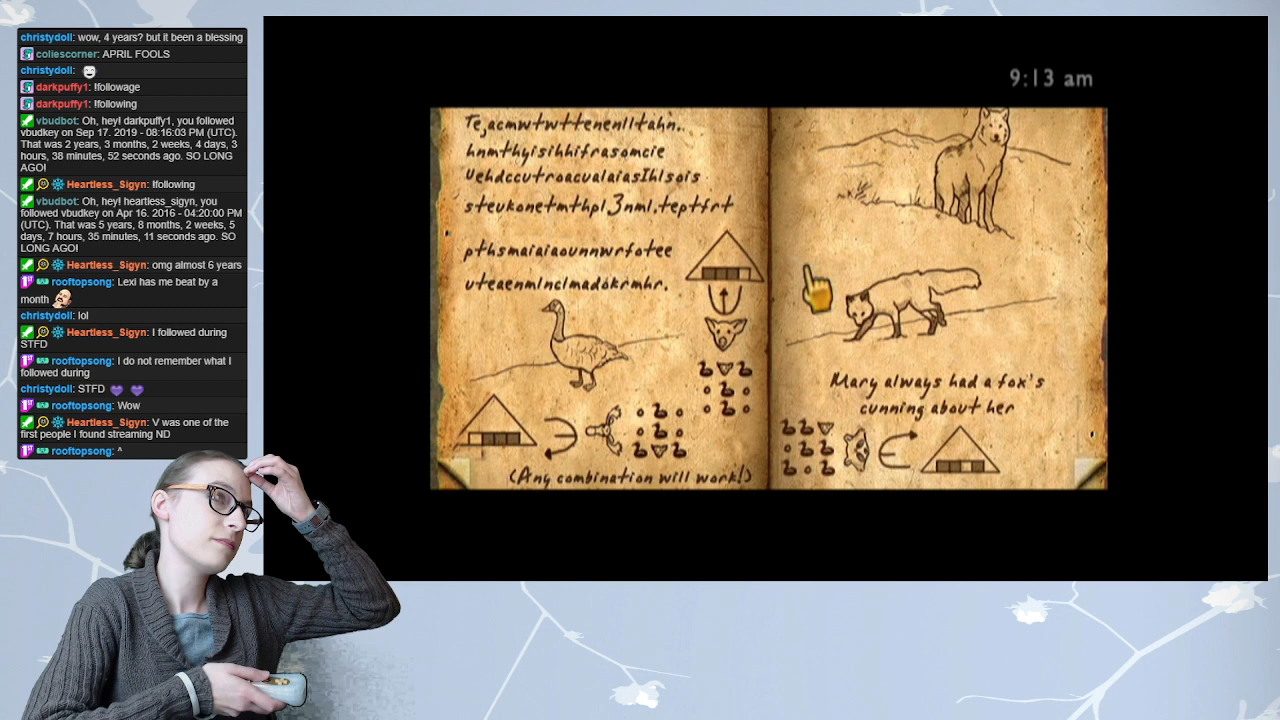 christydoll: wow, 4 years? but it been a blessing
coliescorner: APRIL FOOLS
christydoll:
darkpuffy1: !followage
darkpuffy1: !following
vbudbot: Oh, hey! darkpuffy1, you followed
vbudkey on Sep 17. 2019 - 08:16:03 PM (UTC).
That was 2 years, 3 months, 2 weeks, 4 days, 3
hours, 38 minutes, 52 seconds ago. SO LONG
AGO!
Heartless_Sigyn: !following
vbudbot: Oh, hey! heartless_sigyn, you
followed vbudkey on Apr 16. 2016 - 04:20:00 PM
(UTC). That was 5 years, 8 months, 2 weeks, 5
days, 7 hours, 35 minutes, 11 seconds ago. SO
LONG AGO!
Heartless_Sigyn: omg almost 6 years
rooftopsong: Lexi has me beat by a
month
christydoll: lol
Heartless_Sigyn: I followed during
STFD
rooftopsong: I do not remember what I
followed during
christydoll: STFD
rooftopsong: Wow
Heartless_Sigyn: V was one of the
first people I found streaming ND
rooftopsong: ^
9:13 am
hnmthyisihhifrasomcie
pthsmaiaiaounnwrfotee
(Any combination will work!)
Mary always had a fox's
cunning about her